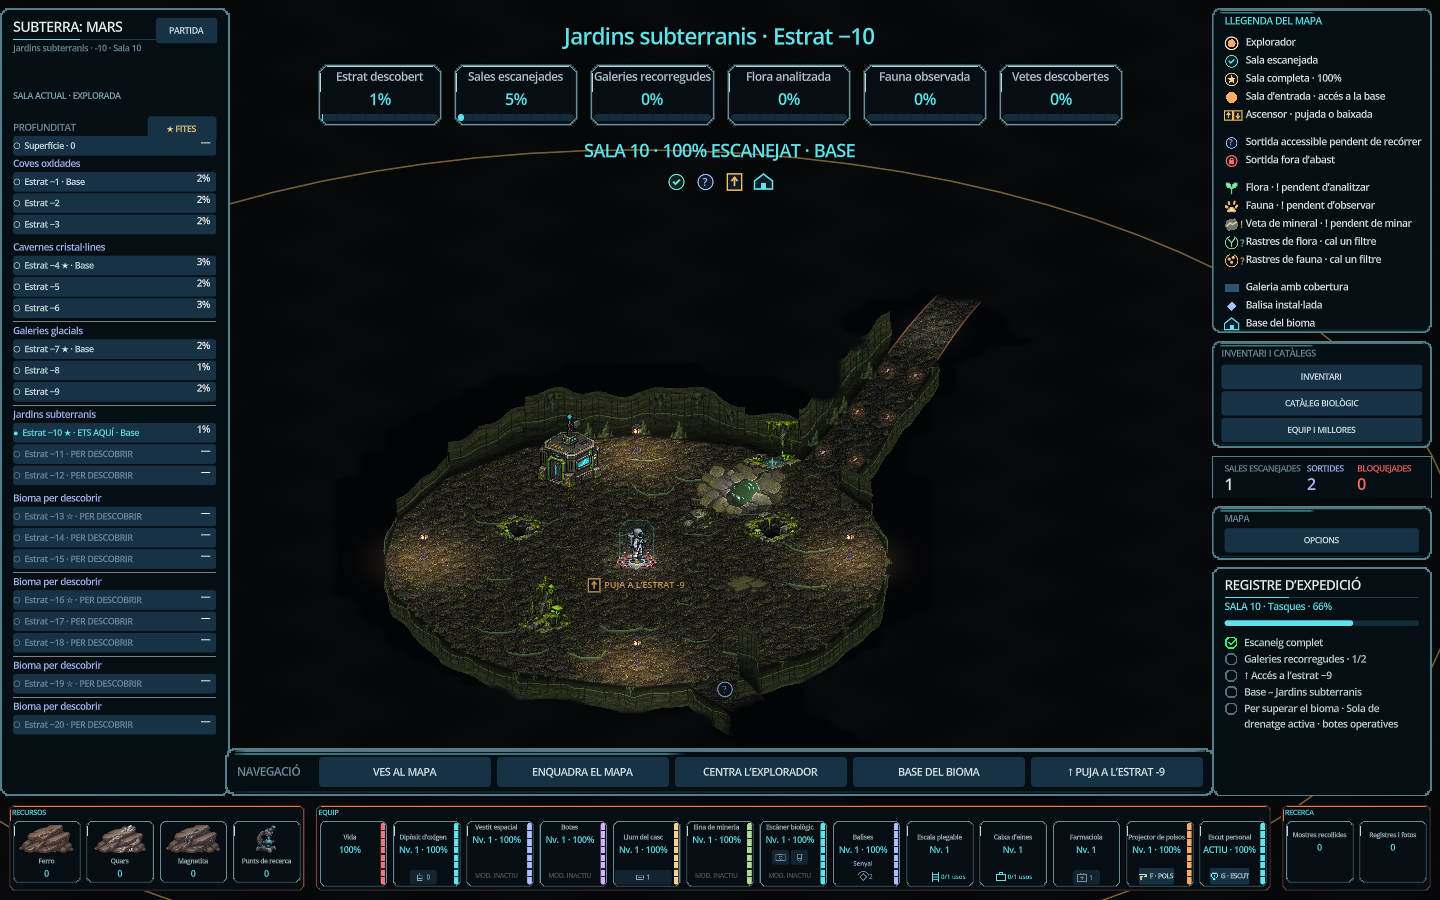 SUBTERRA: MARS
PARTIDA
Jardins subterranis · -10 · Sala 10
SALA ACTUAL · EXPLORADA
PROFUNDITAT
★ FITES
Superfície · 0 —
Coves oxidades
Estrat −1 · Base 2%
Estrat −2 2%
Estrat −3 2%
Cavernes cristal·lines
Estrat −4 ★ · Base 3%
Estrat −5 2%
Estrat −6 3%
Galeries glacials
Estrat −7 ★ · Base 2%
Estrat −8 1%
Estrat −9 2%
Jardins subterranis
Estrat −10 ★ · ETS AQUÍ · Base 1%
Estrat −11 · PER DESCOBRIR —
Estrat −12 · PER DESCOBRIR —
Bioma per descobrir
Estrat −13 ☆ · PER DESCOBRIR —
Estrat −14 · PER DESCOBRIR —
Estrat −15 · PER DESCOBRIR —
Bioma per descobrir
Estrat −16 ☆ · PER DESCOBRIR —
Estrat −17 · PER DESCOBRIR —
Estrat −18 · PER DESCOBRIR —
Bioma per descobrir
Estrat −19 ☆ · PER DESCOBRIR —
Bioma per descobrir
Estrat −20 · PER DESCOBRIR —
Jardins subterranis · Estrat −10
Estrat descobert
1%
Sales escanejades
5%
Galeries recorregudes
0%
Flora analitzada
0%
Fauna observada
0%
Vetes descobertes
0%
SALA 10 · 100% ESCANEJAT · BASE
?
PUJA A L'ESTRAT -9
?
NAVEGACIÓ
VES AL MAPA
ENQUADRA EL MAPA
CENTRA L'EXPLORADOR
BASE DEL BIOMA
↑ PUJA A L'ESTRAT -9
LLEGENDA DEL MAPA
Explorador
Sala escanejada
Sala completa · 100%
Sala d'entrada · accés a la base
Ascensor · pujada o baixada
? Sortida accessible pendent de recórrer
Sortida fora d'abast
Flora · ! pendent d'analitzar
Fauna · ! pendent d'observar
! Veta de mineral · ! pendent de minar
? Rastres de flora · cal un filtre
? Rastres de fauna · cal un filtre
Galeria amb cobertura
Balisa instal·lada
Base del bioma
INVENTARI I CATÀLEGS
INVENTARI
CATÀLEG BIOLÒGIC
EQUIP I MILLORES
SALES ESCANEJADES
1
SORTIDES
2
BLOQUEJADES
0
MAPA
OPCIONS
REGISTRE D'EXPEDICIÓ
SALA 10 · Tasques · 66%
Escaneig complet
Galeries recorregudes · 1/2
↑ Accés a l'estrat −9
Base – Jardins subterranis
Per superar el bioma · Sola de
drenatge activa · botes operatives
RECURSOS
Ferro
0
Quars
0
Magnetita
0
Punts de recerca
0
EQUIP
Vida
100%
Dipòsit d'oxigen
Nv. 1 · 100%
0
Vestit espacial
Nv. 1 · 100%
MOD. INACTIU
Botes
Nv. 1 · 100%
MOD. INACTIU
Llum del casc
Nv. 1 · 100%
1
Eina de mineria
Nv. 1 · 100%
MOD. INACTIU
Escàner biològic
Nv. 1 · 100%
Balises
Nv. 1 · 100%
Senyal
2
Escala plegable
Nv. 1
0/1 usos
Caixa d'eines
Nv. 1
0/1 usos
Farmaciola
Nv. 1
1
Projector de polsos
Nv. 1 · 100%
F · POLS
Escut personal
ACTIU · 100%
G · ESCUT
RECERCA
Mostres recollides
0
Registres i fotos
0